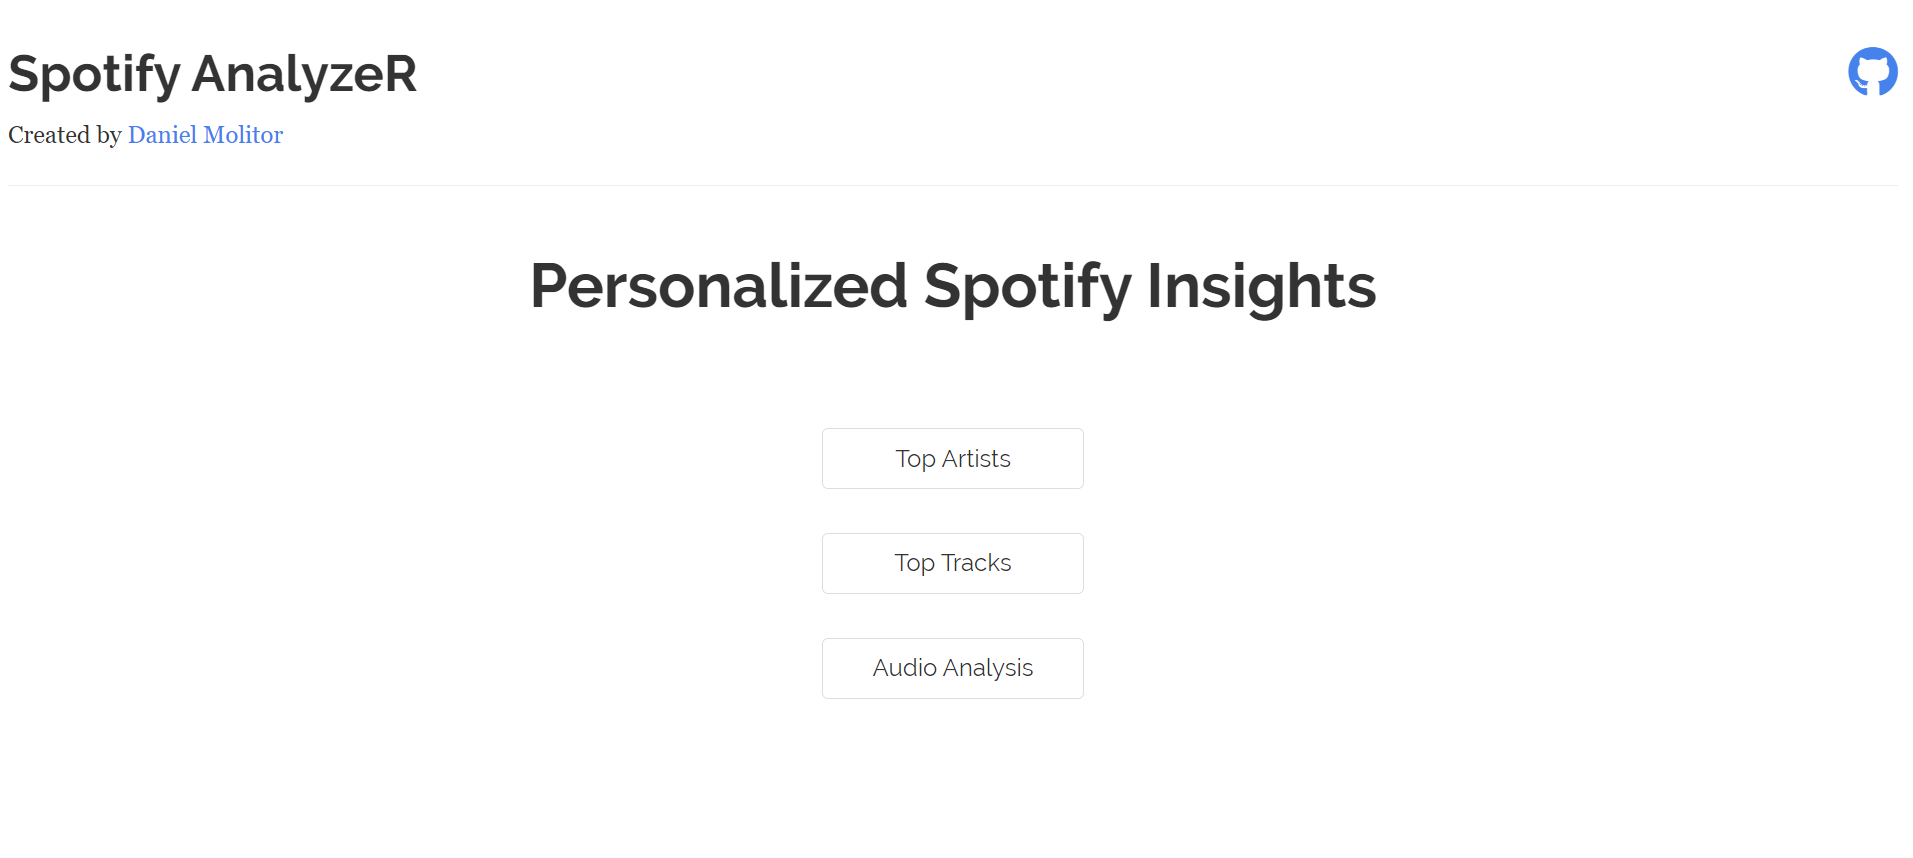 Spotify AnalyzeR
Created by Daniel Molitor
Personalized Spotify Insights
Top Artists
Top Tracks
Audio Analysis